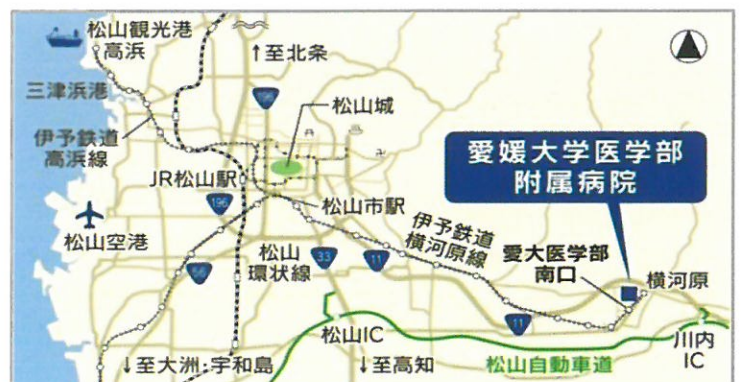 松山観光港
高浜
↑至北条
三津浜港
196
松山城
伊予鉄道
高浜線
愛媛大学医学部
附属病院
JR松山駅
196
松山市駅
松山空港
伊予鉄道
横河原線
愛大医学部
南口
松山
環状線
33
11
56
横河原
11
松山IC
川内
IC
↓至大洲・宇和島
↓至高知
松山自動車道